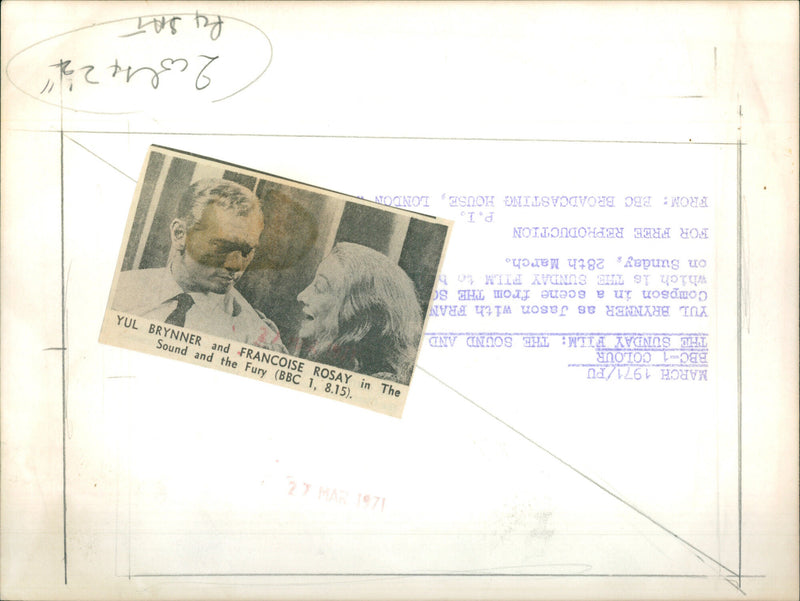 YUL BRYNNER and FRANCOISE ROSAY in The
Sound and the Fury (BBC 1, 8.15).
27 MAR 1971
MARCH 1971/PU
BBC-1 COLOUR
THE SUNDAY FILM: THE SOUND AND
YUL BRYNNER as Jason with FRAN
Compson in a scene from THE SO
which is THE SUNDAY FILM to b
on Sunday, 28th March.
FOR FREE REPRODUCTION
P.I.
FROM: BBC BROADCASTING HOUSE, LONDON